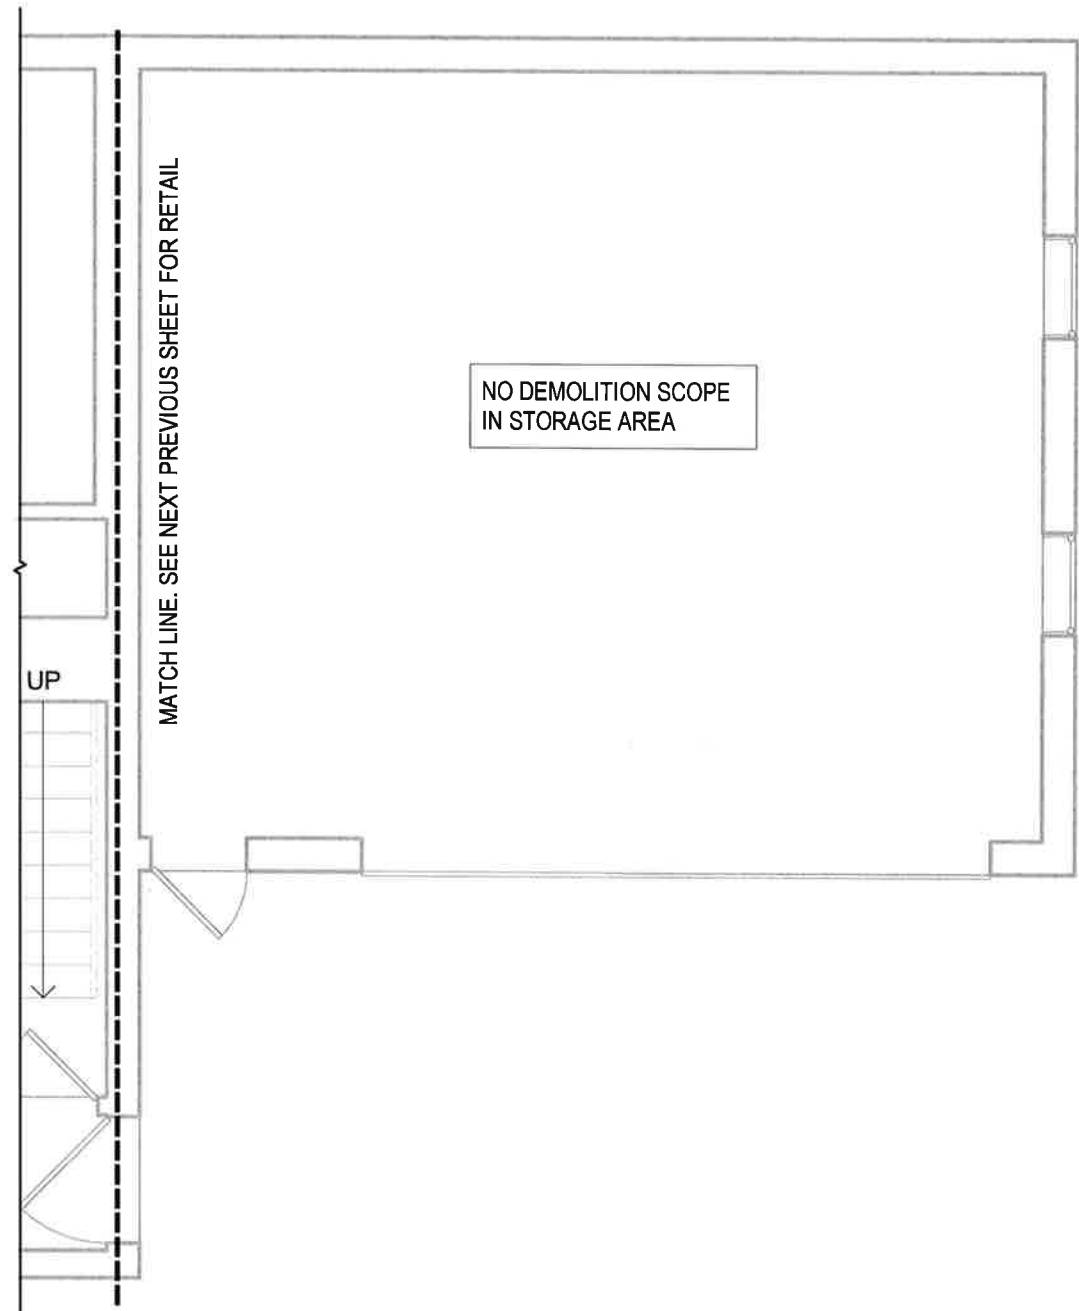 MATCH LINE. SEE NEXT PREVIOUS SHEET FOR RETAIL
NO DEMOLITION SCOPE
IN STORAGE AREA
UP